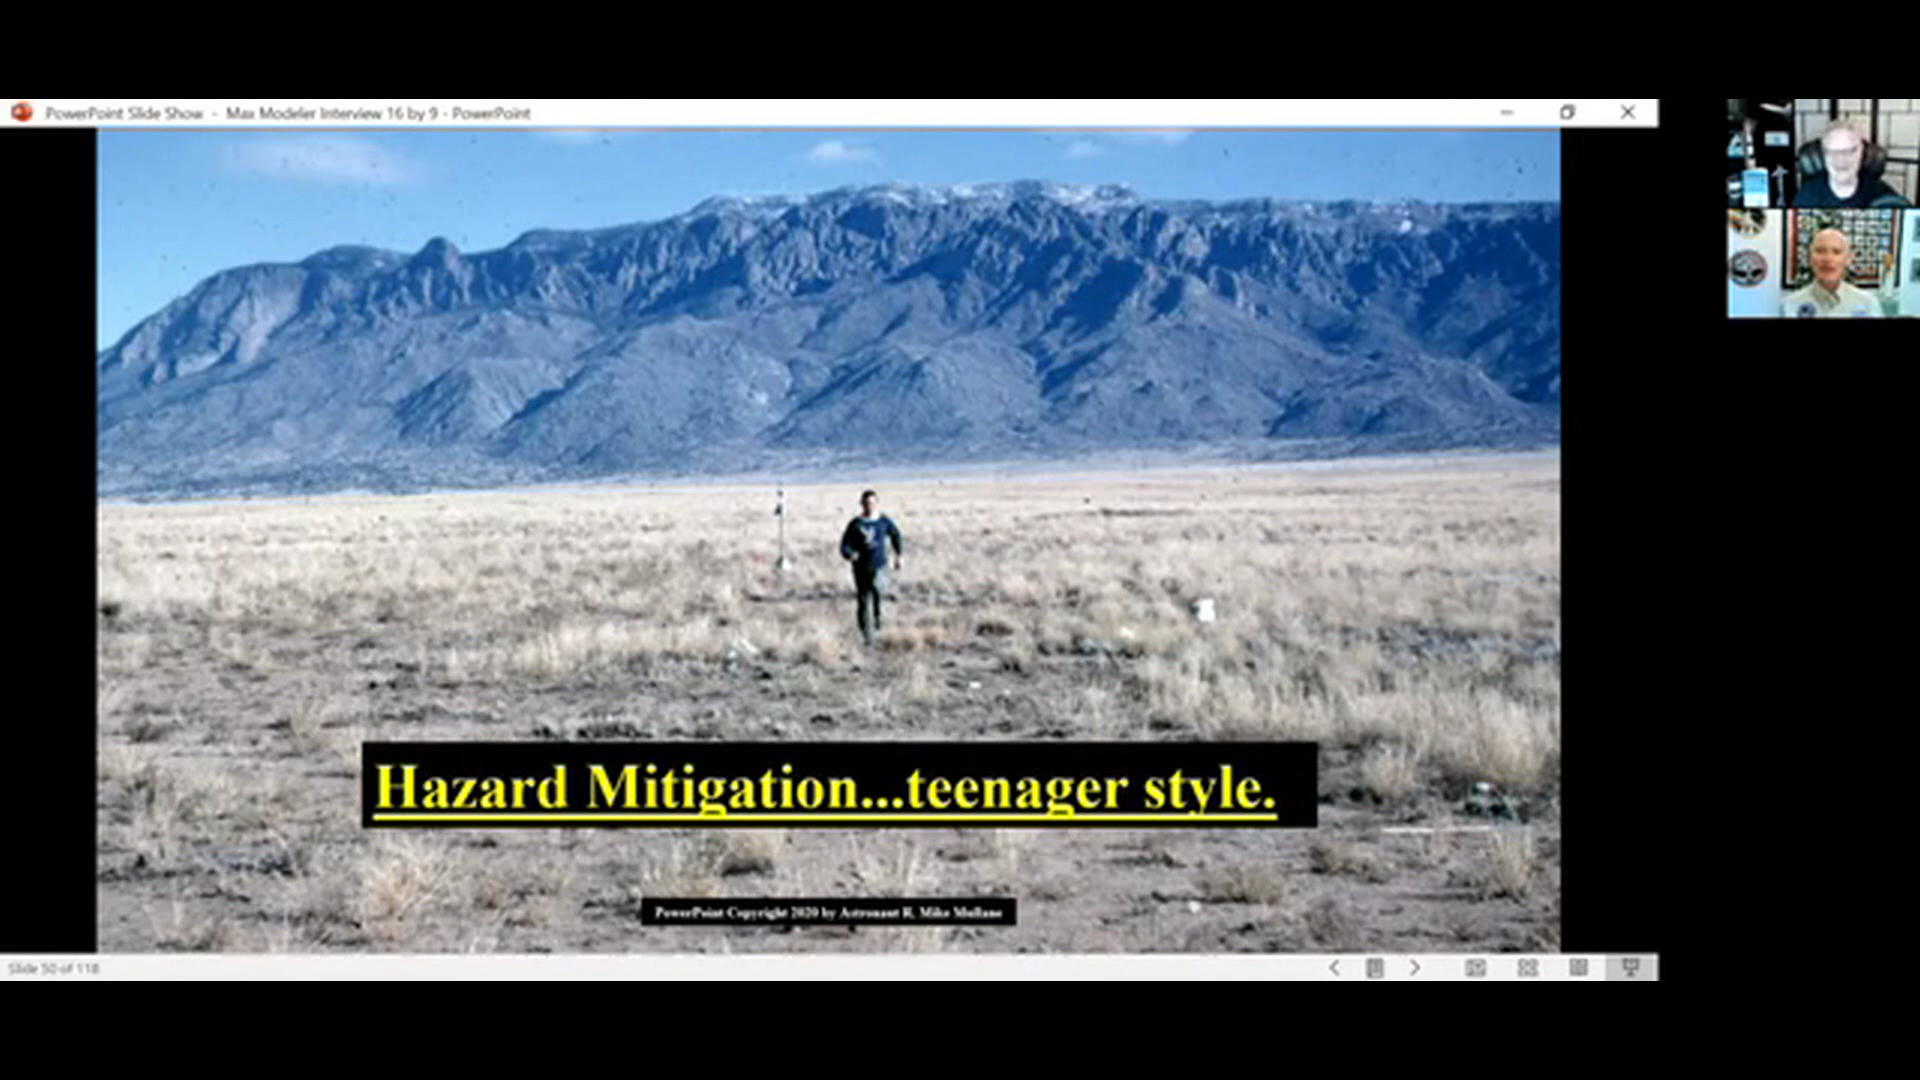 PowerPoint Slide Show - Max Modeler Interview 16 by 9 - PowerPoint
Hazard Mitigation...teenager style.
PowerPoint Copyright 2020 by Astronaut R. Mike Mullane
Slide 50 of 118